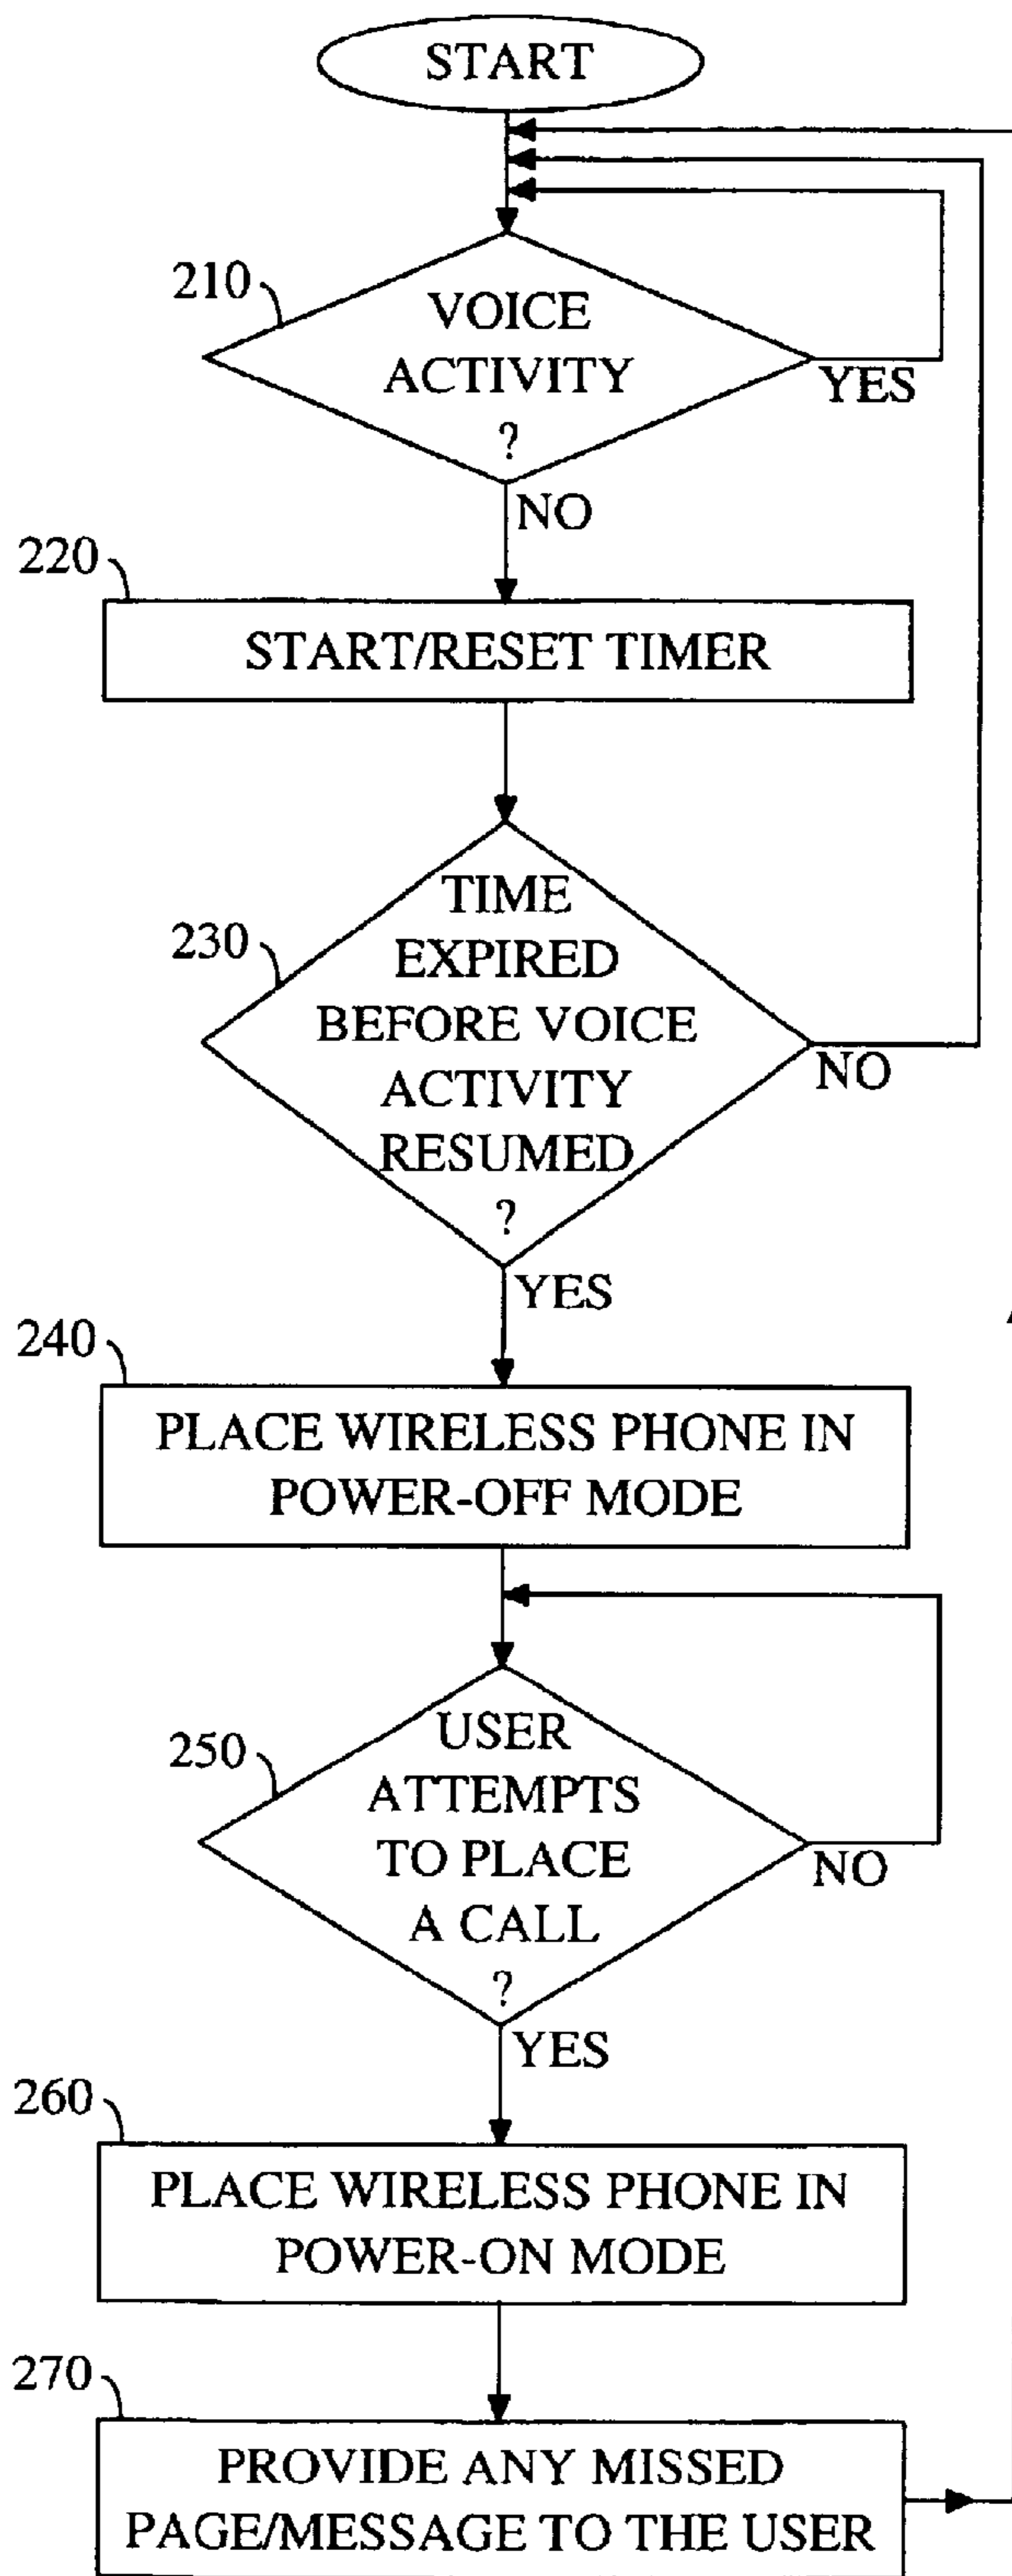 START
210
VOICE
ACTIVITY
?
YES
NO
220
START/RESET TIMER
230
TIME
EXPIRED
BEFORE VOICE
ACTIVITY
RESUMED
?
NO
YES
240
PLACE WIRELESS PHONE IN
POWER-OFF MODE
250
USER
ATTEMPTS
TO PLACE
A CALL
?
NO
YES
260
PLACE WIRELESS PHONE IN
POWER-ON MODE
270
PROVIDE ANY MISSED
PAGE/MESSAGE TO THE USER